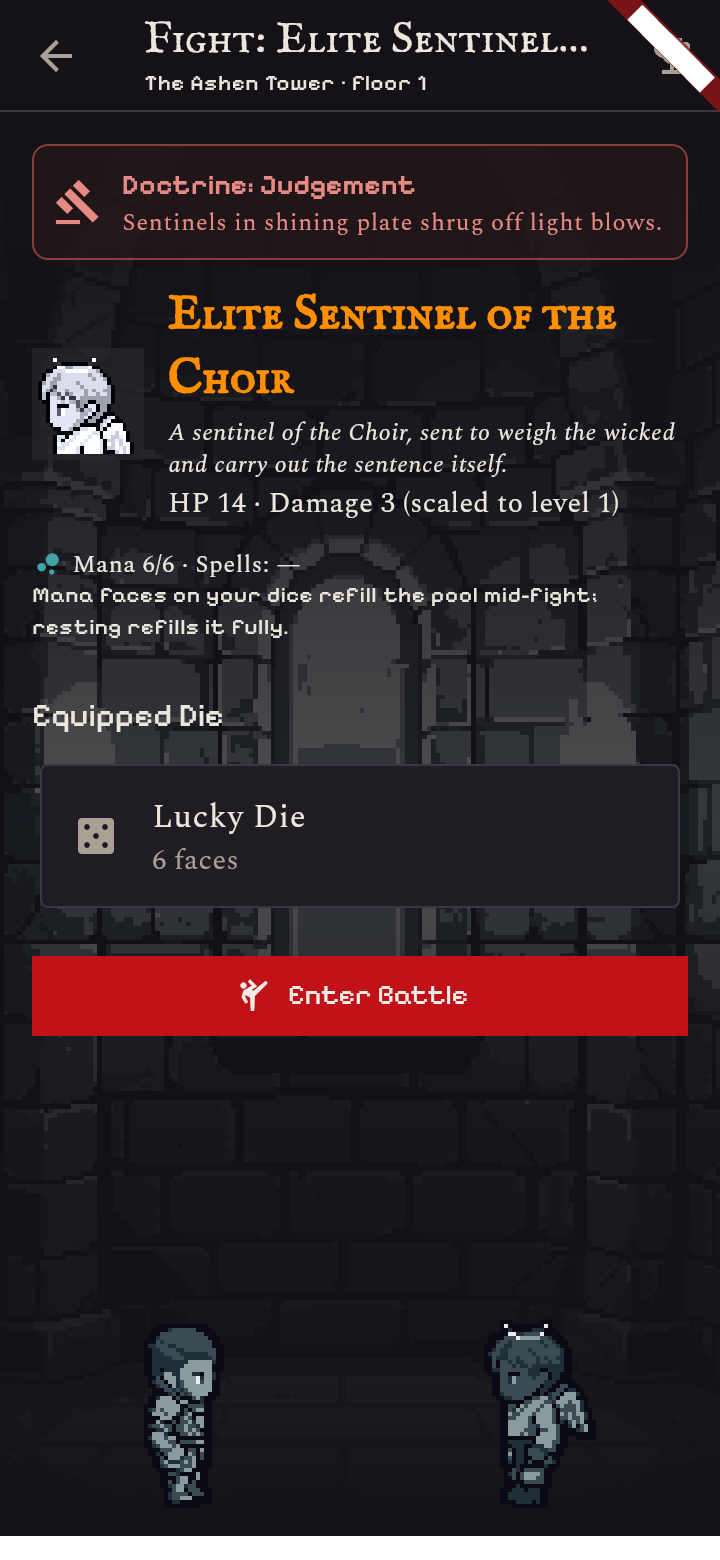 Fight: Elite Sentinel...
The Ashen Tower · Floor 1
Doctrine: Judgement
Sentinels in shining plate shrug off light blows.
Elite Sentinel of the
Choir
A sentinel of the Choir, sent to weigh the wicked
and carry out the sentence itself.
HP 14 · Damage 3 (scaled to level 1)
Mana 6/6 · Spells: —
Mana faces on your dice refill the pool mid-fight;
resting refills it fully.
Equipped Die
Lucky Die
6 faces
Enter Battle